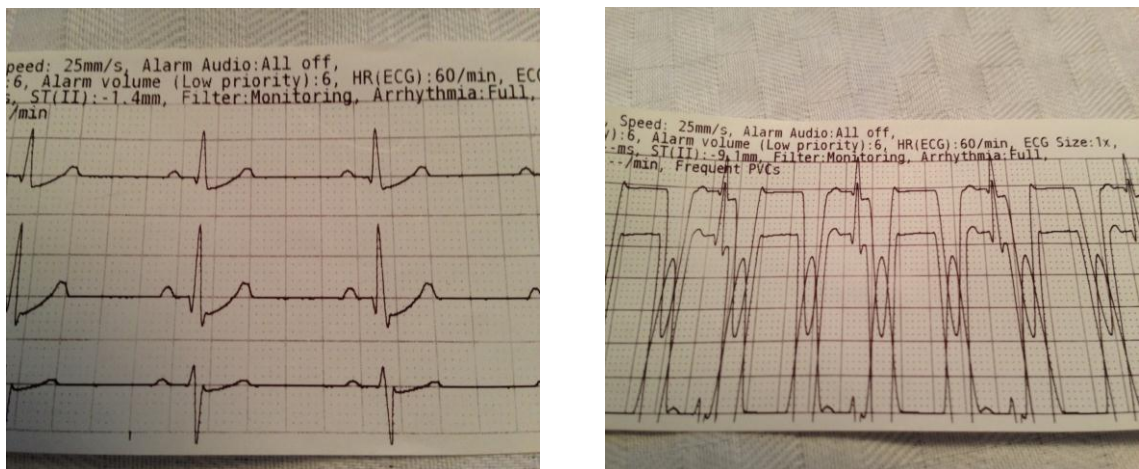 peed: 25mm/s, Alarm Audio:All off,
:6, Alarm volume (Low priority):6, HR(ECG):60/min, ECG
, ST(II):-1.4mm, Filter:Monitoring, Arrhythmia:Full,
/min
, Speed: 25mm/s, Alarm Audio:All off,
y):6, Alarm volume (Low priority):6, HR(ECG):60/min, ECG Size:1x,
--ms, ST(II):-9.1mm, Filter:Monitoring, Arrhythmia:Full,
--/min, Frequent PVCs